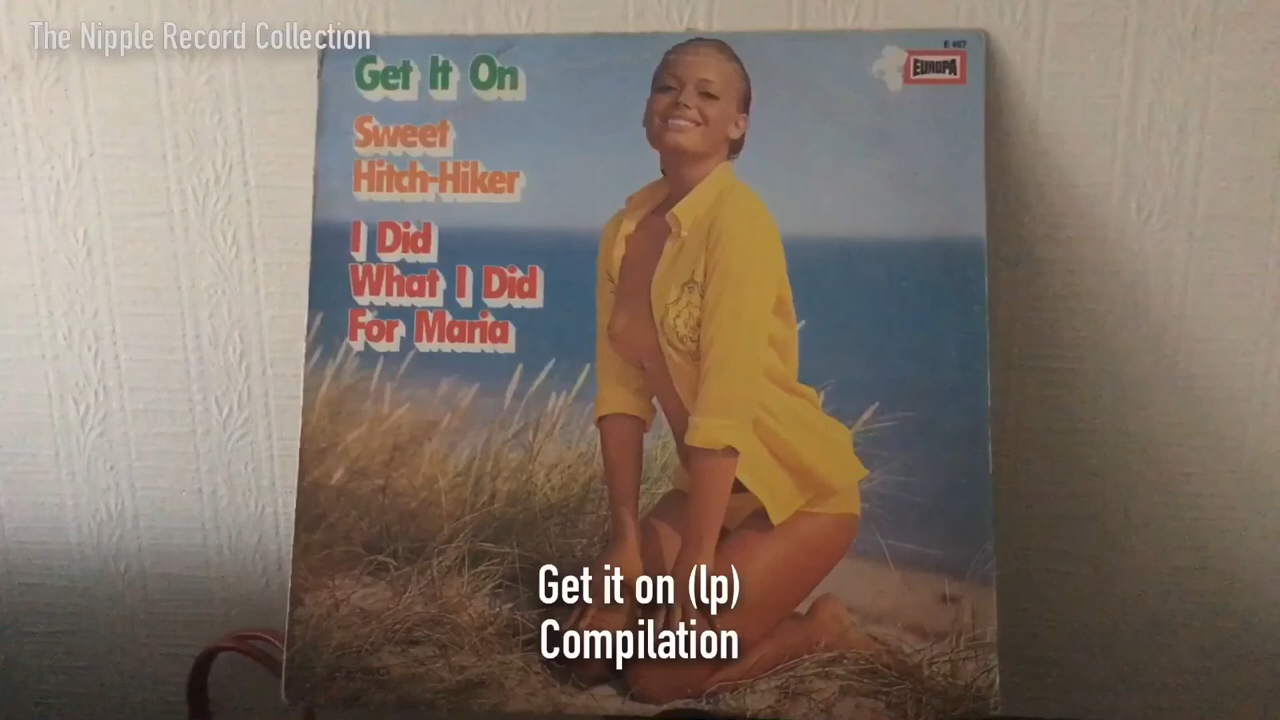 The Nipple Record Collection
Get It On
Sweet
Hitch-Hiker
I Did
What I Did
For Maria
E 467
EUROPA
Get it on (lp)
Compilation